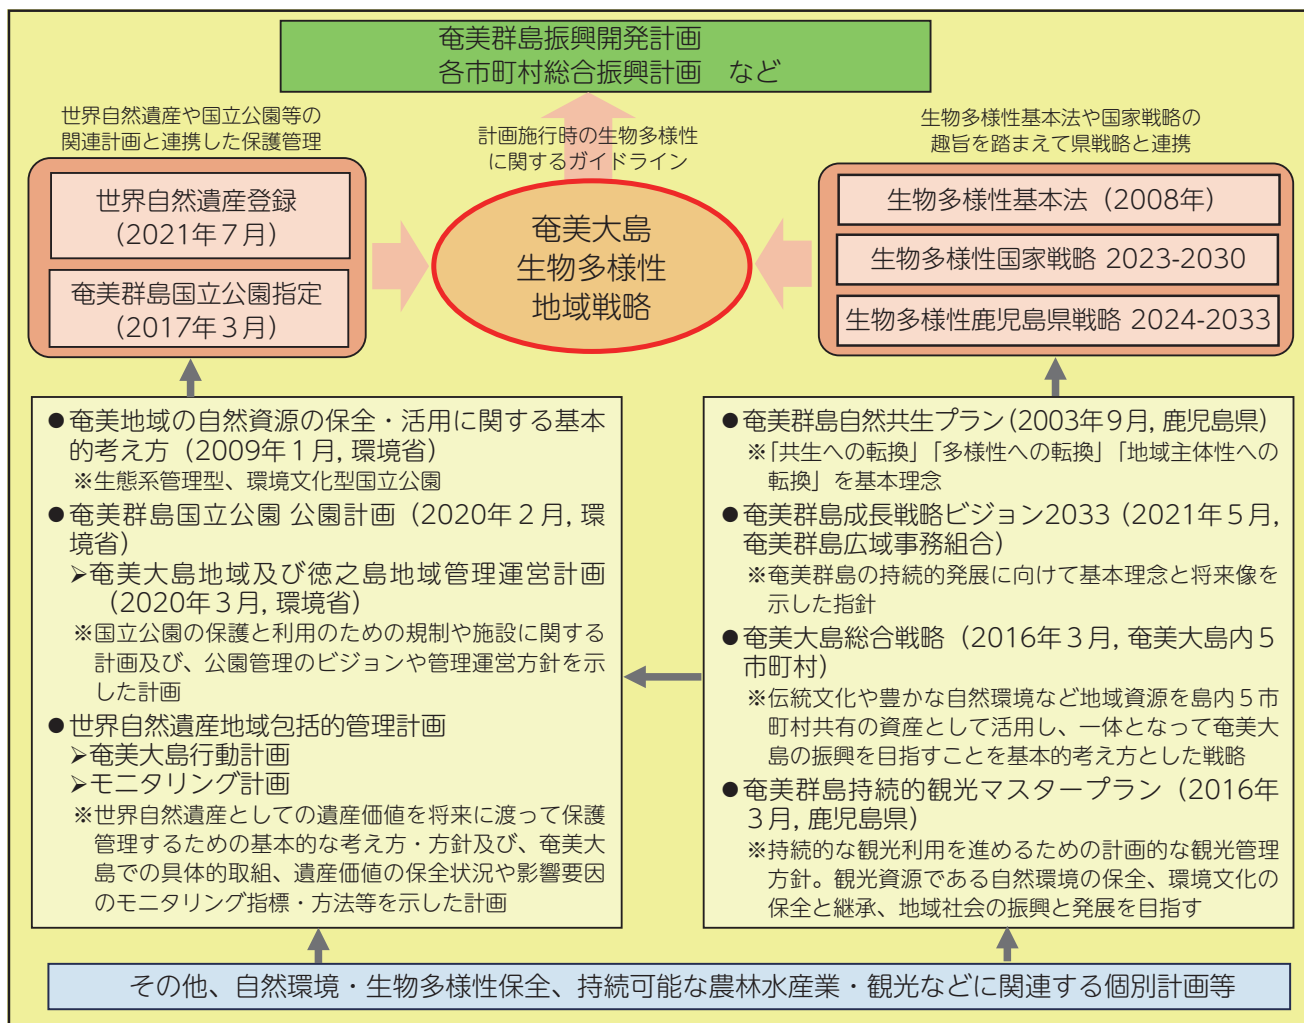 奄美群島振興開発計画
各市町村総合振興計画　など
世界自然遺産や国立公園等の
関連計画と連携した保護管理
計画施行時の生物多様性
に関するガイドライン
生物多様性基本法や国家戦略の
趣旨を踏まえて県戦略と連携
世界自然遺産登録
（2021年７月）
奄美群島国立公園指定
（2017年３月）
奄美大島
生物多様性
地域戦略
生物多様性基本法（2008年）
生物多様性国家戦略 2023-2030
生物多様性鹿児島県戦略 2024-2033
●奄美地域の自然資源の保全・活用に関する基本
的考え方（2009年１月, 環境省）
※生態系管理型、環境文化型国立公園
●奄美群島国立公園 公園計画（2020年２月, 環
境省）
➢奄美大島地域及び徳之島地域管理運営計画
（2020年３月, 環境省）
※国立公園の保護と利用のための規制や施設に関する
計画及び、公園管理のビジョンや管理運営方針を示
した計画
●世界自然遺産地域包括的管理計画
➢奄美大島行動計画
➢モニタリング計画
※世界自然遺産としての遺産価値を将来に渡って保護
管理するための基本的な考え方・方針及び、奄美大
島での具体的取組、遺産価値の保全状況や影響要因
のモニタリング指標・方法等を示した計画
●奄美群島自然共生プラン（2003年９月, 鹿児島県）
※「共生への転換」「多様性への転換」「地域主体性への
転換」を基本理念
●奄美群島成長戦略ビジョン2033（2021年５月,
奄美群島広域事務組合）
※奄美群島の持続的発展に向けて基本理念と将来像を
示した指針
●奄美大島総合戦略（2016年３月, 奄美大島内５
市町村）
※伝統文化や豊かな自然環境など地域資源を島内５市
町村共有の資産として活用し、一体となって奄美大
島の振興を目指すことを基本的考え方とした戦略
●奄美群島持続的観光マスタープラン（2016年
３月, 鹿児島県）
※持続的な観光利用を進めるための計画的な観光管理
方針。観光資源である自然環境の保全、環境文化の
保全と継承、地域社会の振興と発展を目指す
その他、自然環境・生物多様性保全、持続可能な農林水産業・観光などに関連する個別計画等